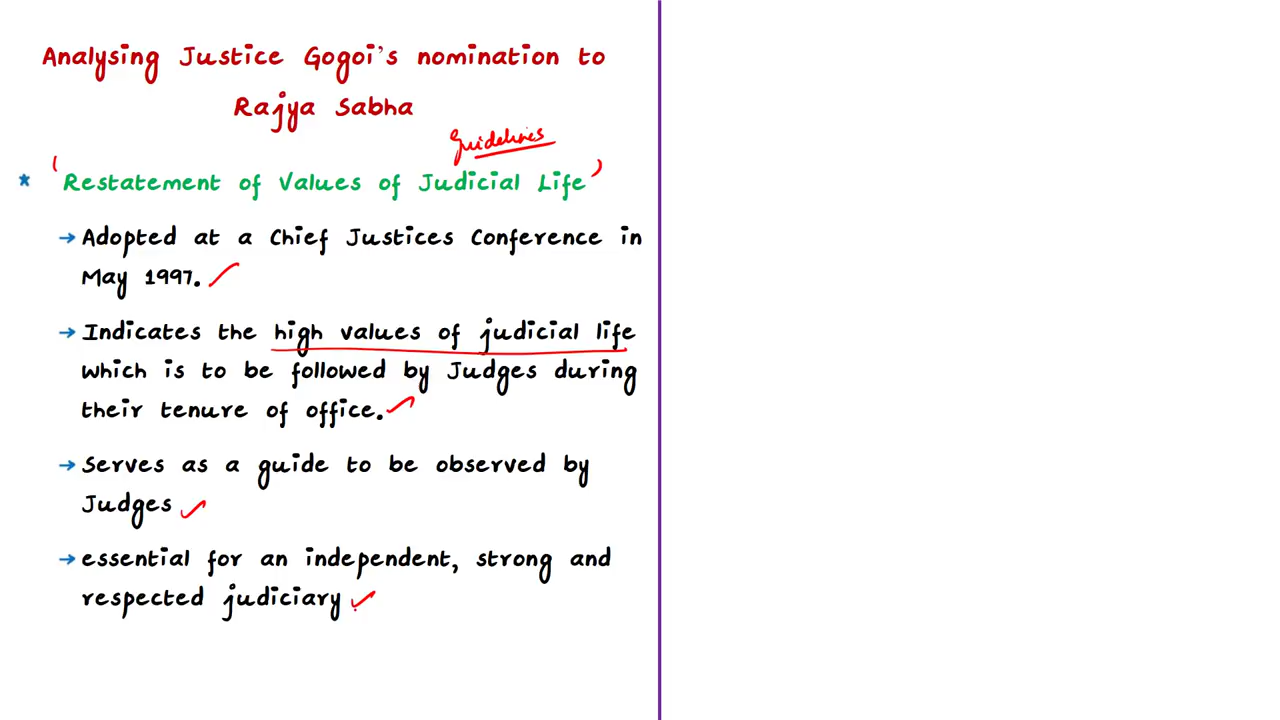 Analysing Justice Gogoi's nomination to
Rajya Sabha
Guidelines
* 'Restatement of Values of Judicial Life'
→ Adopted at a Chief Justices Conference in
May 1997.
→ Indicates the high values of judicial life
which is to be followed by Judges during
their tenure of office.
→ Serves as a guide to be observed by
Judges
→ essential for an independent, strong and
respected judiciary